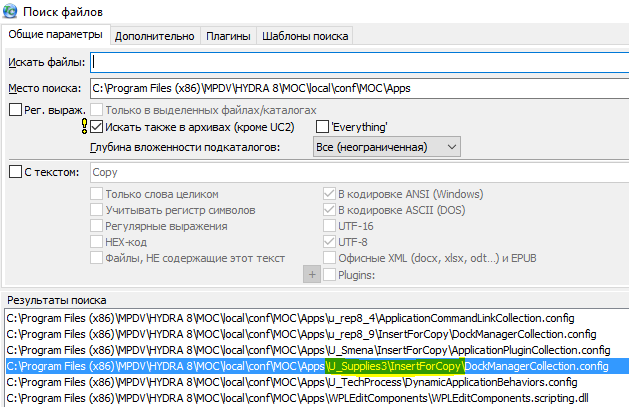 Поиск файлов
Общие параметры Дополнительно Плагины Шаблоны поиска
Искать файлы:
Место поиска: C:\Program Files (x86)\MPDV\HYDRA 8\MOC\local\conf\MOC\Apps
Рег. выраж. Только в выделенных файлах/каталогах
Искать также в архивах (кроме UC2) 'Everything'
Глубина вложенности подкаталогов: Все (неограниченная)
С текстом: Copy
Только слова целиком В кодировке ANSI (Windows)
Учитывать регистр символов В кодировке ASCII (DOS)
Регулярные выражения UTF-16
HEX-код UTF-8
Файлы, НЕ содержащие этот текст Офисные XML (docx, xlsx, odt...) и EPUB
+ Plugins:
Результаты поиска
C:\Program Files (x86)\MPDV\HYDRA 8\MOC\local\conf\MOC\Apps\u_rep8_4\ApplicationCommandLinkCollection.config
C:\Program Files (x86)\MPDV\HYDRA 8\MOC\local\conf\MOC\Apps\u_rep8_9\InsertForCopy\DockManagerCollection.config
C:\Program Files (x86)\MPDV\HYDRA 8\MOC\local\conf\MOC\Apps\U_Smena\InsertForCopy\ApplicationPluginCollection.config
C:\Program Files (x86)\MPDV\HYDRA 8\MOC\local\conf\MOC\Apps\U_Supplies3\InsertForCopy\DockManagerCollection.config
C:\Program Files (x86)\MPDV\HYDRA 8\MOC\local\conf\MOC\Apps\U_TechProcess\DynamicApplicationBehaviors.config
C:\Program Files (x86)\MPDV\HYDRA 8\MOC\local\conf\MOC\Apps\WPLEditComponents\WPLEditComponents.scripting.dll